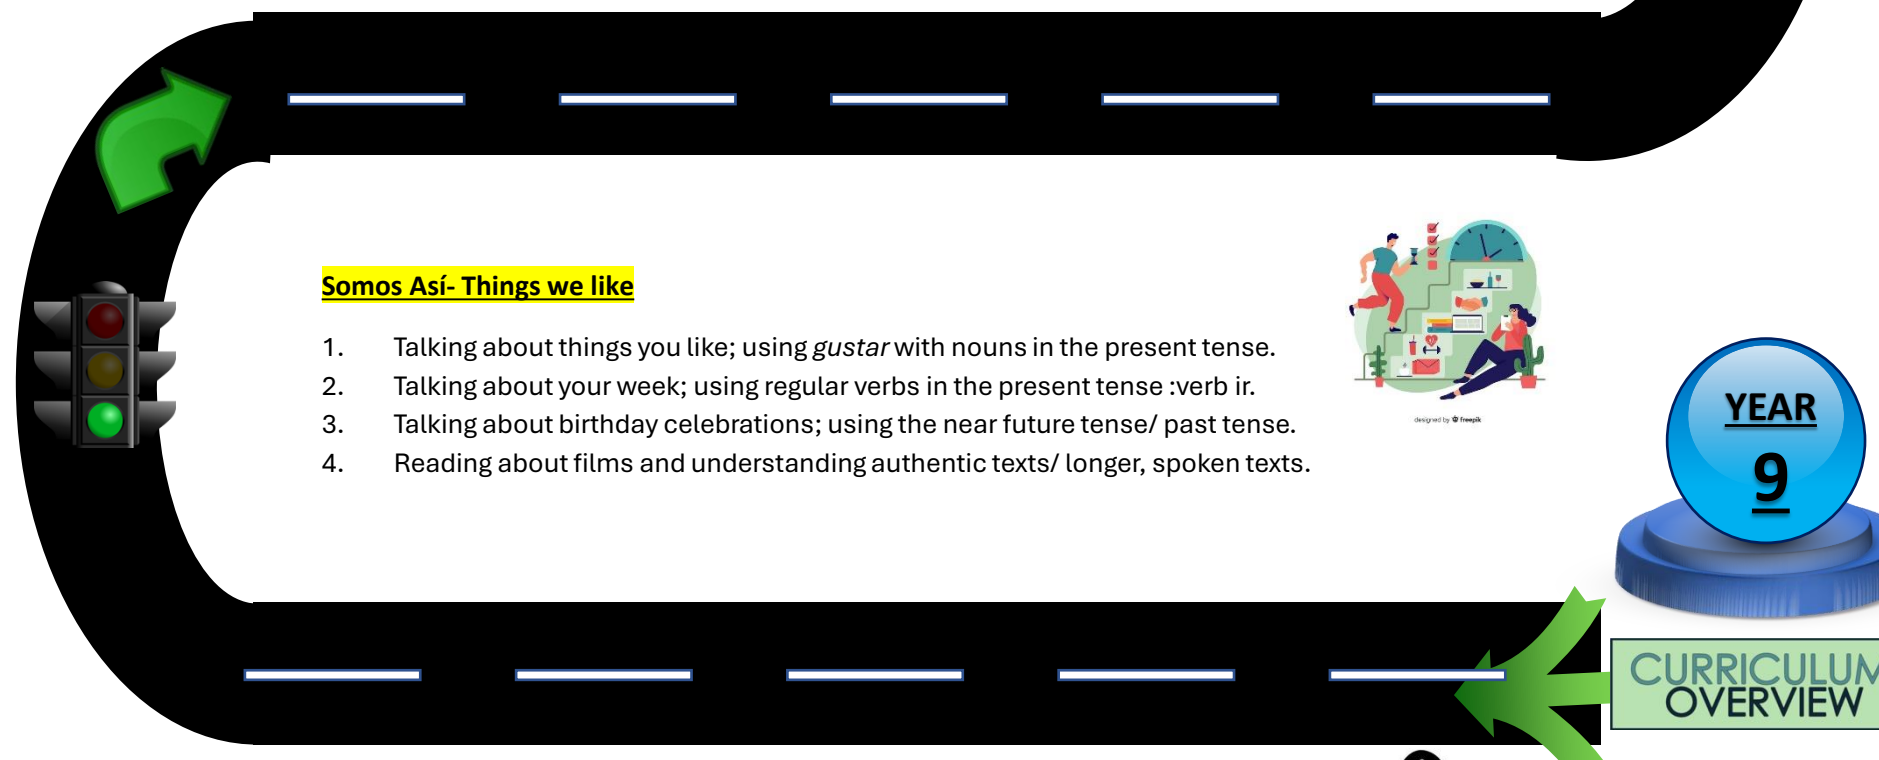 Somos Así- Things we like
1. Talking about things you like; using gustar with nouns in the present tense.
2. Talking about your week; using regular verbs in the present tense :verb ir.
3. Talking about birthday celebrations; using the near future tense/ past tense.
4. Reading about films and understanding authentic texts/ longer, spoken texts.
designed by freepik
YEAR
9
CURRICULUM
OVERVIEW